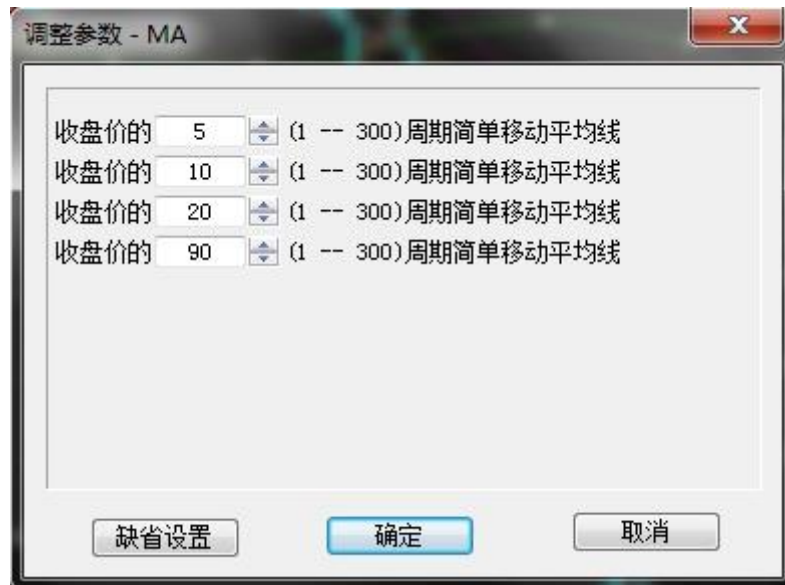 调整参数 - MA
收盘价的 5 (1 -- 300)周期简单移动平均线
收盘价的 10 (1 -- 300)周期简单移动平均线
收盘价的 20 (1 -- 300)周期简单移动平均线
收盘价的 90 (1 -- 300)周期简单移动平均线
缺省设置 确定 取消